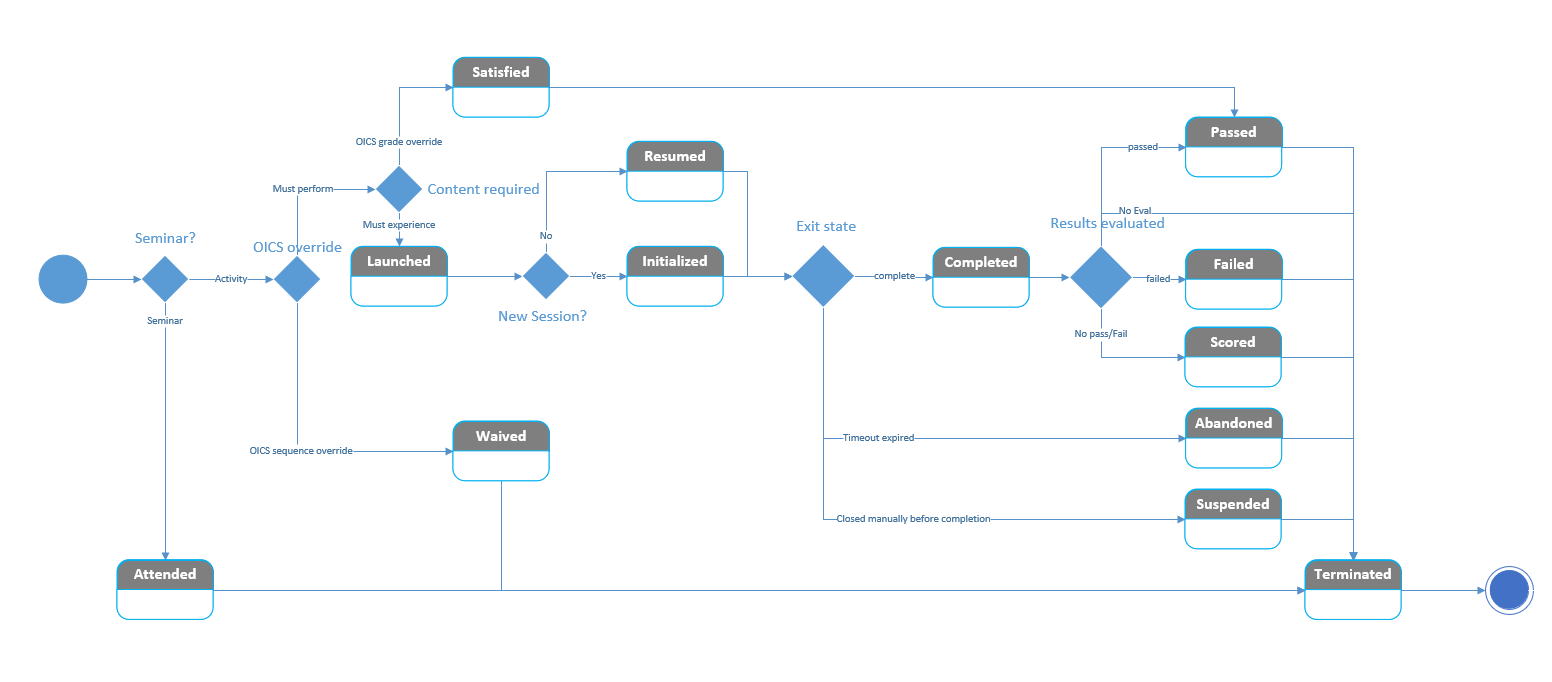 Satisfied
Passed
OICS grade override
passed
Resumed
Must perform
Content required
No Eval
Must experience
Results evaluated
Exit state
No
Seminar?
OICS override
Launched
Initialized
Completed
Failed
Activity
Yes
complete
failed
New Session?
Seminar
No pass/Fail
Scored
Abandoned
Waived
Timeout expired
OICS sequence override
Suspended
Closed manually before completion
Attended
Terminated